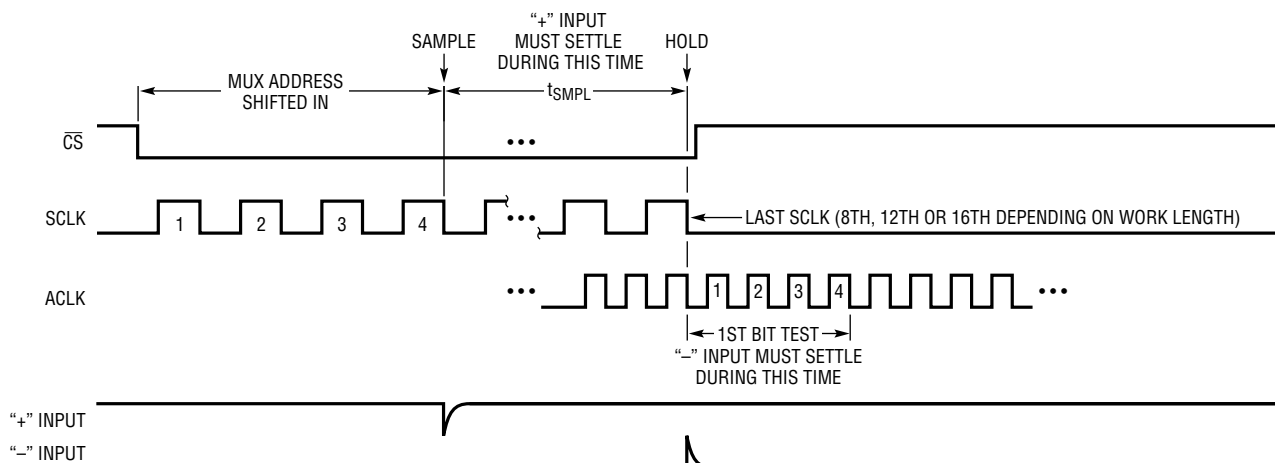 “+” INPUT
MUST SETTLE
DURING THIS TIME
SAMPLE
HOLD
MUX ADDRESS
SHIFTED IN
tSMPL
CS
•••
SCLK
1 2 3 4
•••
LAST SCLK (8TH, 12TH OR 16TH DEPENDING ON WORK LENGTH)
ACLK
•••
1 2 3 4
•••
1ST BIT TEST
“–” INPUT MUST SETTLE
DURING THIS TIME
“+” INPUT
“–” INPUT